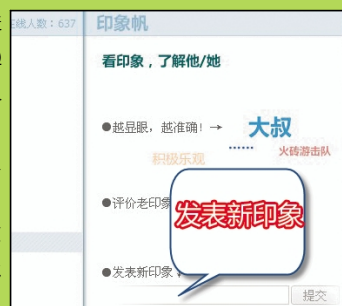 在线人数：637
印象帆
看印象，了解他/她
●越显眼，越准确！→
大叔
……
火砖游击队
积极乐观
●评价老印象
发表新印象
●发表新印象，
提交